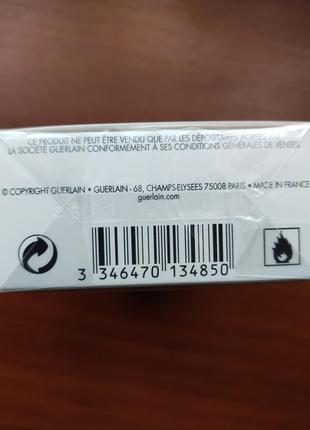 CE PRODUIT NE PEUT ÊTRE VENDU QUE PAR LES DÉPOSITAIRES AGRÉÉS PAR
LA SOCIÉTÉ GUERLAIN CONFORMÉMENT À SES CONDITIONS GÉNÉRALES DE VENTES
© COPYRIGHT GUERLAIN • GUERLAIN • 68, CHAMPS-ELYSEES 75008 PARIS • MADE IN FRANCE
guerlain.com
3 346470 134850